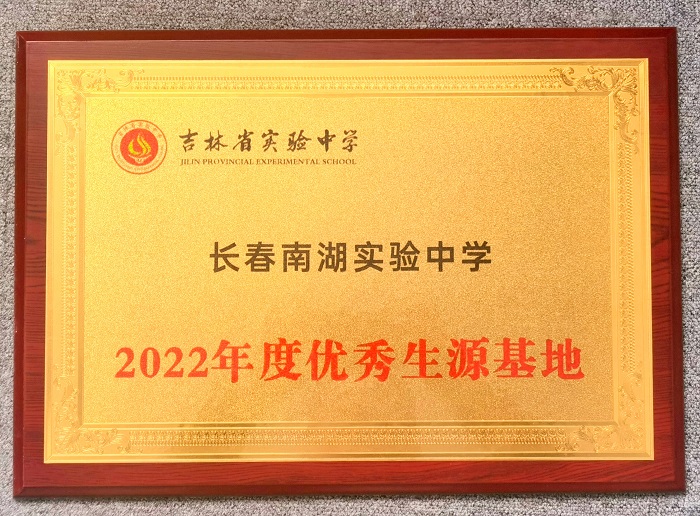 吉林省实验中学
JILIN PROVINCIAL EXPERIMENTAL SCHOOL
长春南湖实验中学
2022年度优秀生源基地